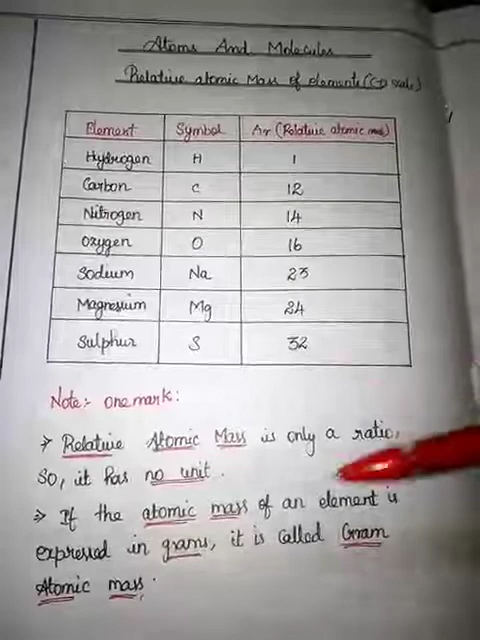 Atoms And Molecules
Relative atomic Mass of elements (C-12 scale)
Element Symbol Ar (Relative atomic mass)
Hydrogen H 1
Carbon C 12
Nitrogen N 14
Oxygen O 16
Sodium Na 23
Magnesium Mg 24
Sulphur S 32
Note:- one mark:
→ Relative Atomic Mass is only a ratio,
So, it has no unit.
→ If the atomic mass of an element is
expressed in grams, it is called Gram
Atomic mass.